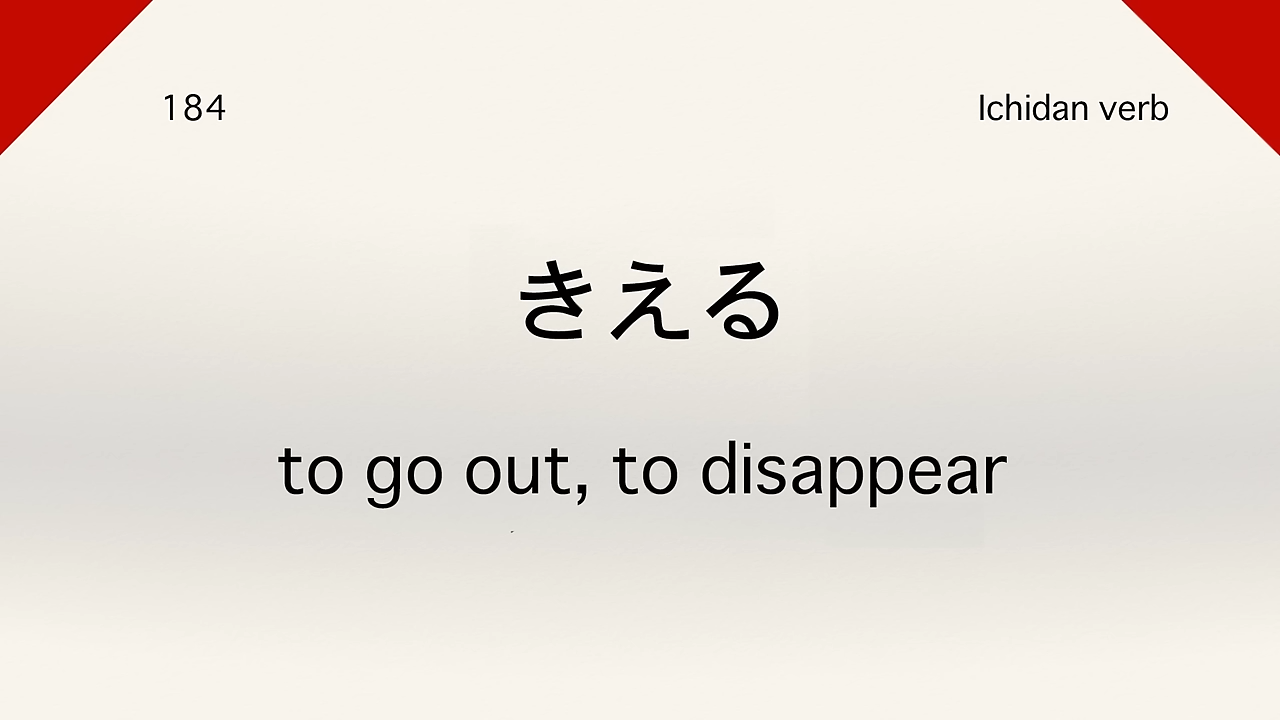 184
Ichidan verb
きえる
to go out, to disappear